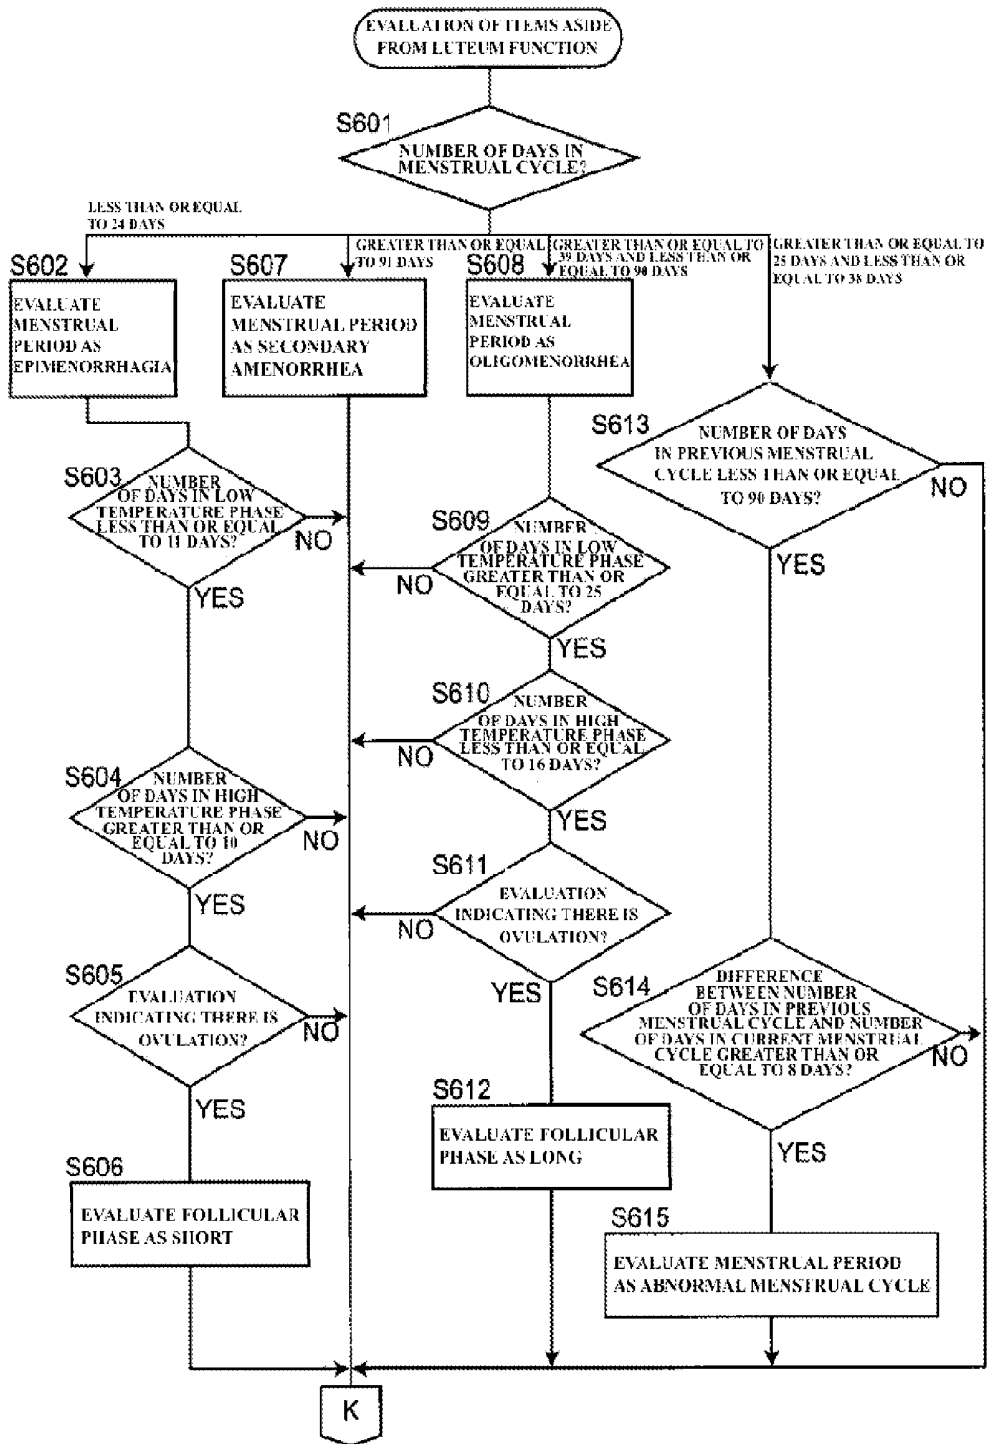 EVALUATION OF ITEMS ASIDE
FROM LUTEUM FUNCTION
S601
NUMBER OF DAYS IN
MENSTRUAL CYCLE?
LESS THAN OR EQUAL
TO 24 DAYS
GREATER THAN OR EQUAL
TO 91 DAYS
GREATER THAN OR EQUAL TO
39 DAYS AND LESS THAN OR
EQUAL TO 90 DAYS
GREATER THAN OR EQUAL TO
25 DAYS AND LESS THAN OR
EQUAL TO 38 DAYS
S602
EVALUATE
MENSTRUAL
PERIOD AS
EPIMENORRHAGIA
S607
EVALUATE
MENSTRUAL PERIOD
AS SECONDARY
AMENORRHEA
S608
EVALUATE
MENSTRUAL
PERIOD AS
OLIGOMENORRHEA
S613
NUMBER OF DAYS
IN PREVIOUS MENSTRUAL
CYCLE LESS THAN OR EQUAL
TO 90 DAYS?
NO
YES
S603
NUMBER
OF DAYS IN LOW
TEMPERATURE PHASE
LESS THAN OR EQUAL
TO 11 DAYS?
NO
YES
S609
NUMBER
OF DAYS IN LOW
TEMPERATURE PHASE
GREATER THAN OR
EQUAL TO 25
DAYS?
NO
YES
S610
NUMBER
OF DAYS IN HIGH
TEMPERATURE PHASE
LESS THAN OR EQUAL
TO 16 DAYS?
NO
YES
S604
NUMBER
OF DAYS IN HIGH
TEMPERATURE PHASE
GREATER THAN OR
EQUAL TO 10
DAYS?
NO
YES
S611
EVALUATION
INDICATING THERE IS
OVULATION?
NO
YES
S605
EVALUATION
INDICATING THERE IS
OVULATION?
NO
YES
S614
DIFFERENCE
BETWEEN NUMBER
OF DAYS IN PREVIOUS
MENSTRUAL CYCLE AND NUMBER
OF DAYS IN CURRENT MENSTRUAL
CYCLE GREATER THAN OR
EQUAL TO 8 DAYS?
NO
YES
S612
EVALUATE FOLLICULAR
PHASE AS LONG
S606
EVALUATE FOLLICULAR
PHASE AS SHORT
S615
EVALUATE MENSTRUAL PERIOD
AS ABNORMAL MENSTRUAL CYCLE
K